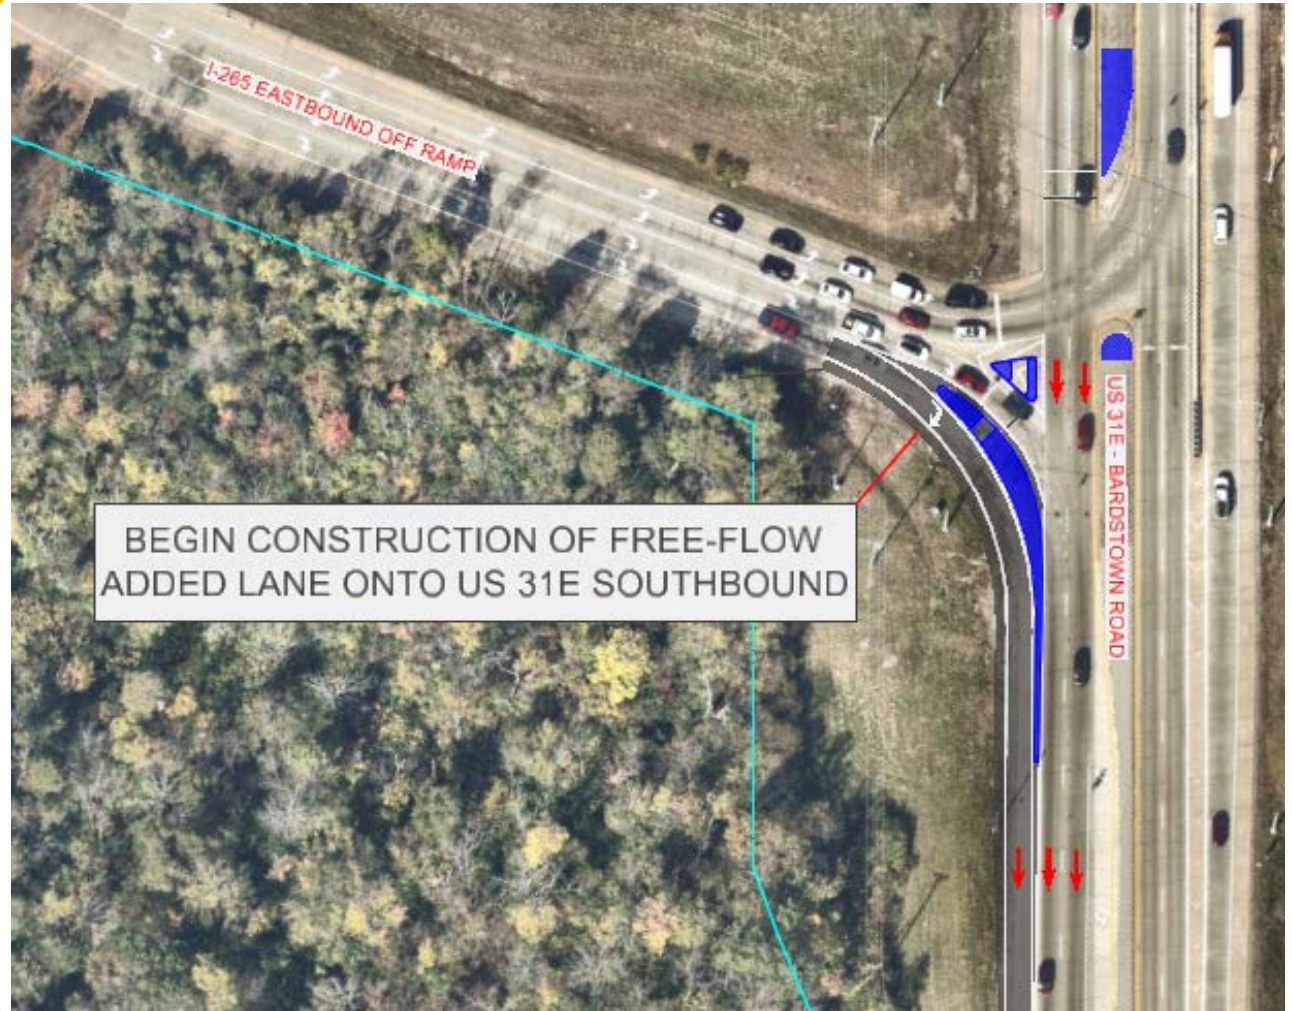 I-265 EASTBOUND OFF RAMP
US 31E - BARDSTOWN ROAD
BEGIN CONSTRUCTION OF FREE-FLOW
ADDED LANE ONTO US 31E SOUTHBOUND